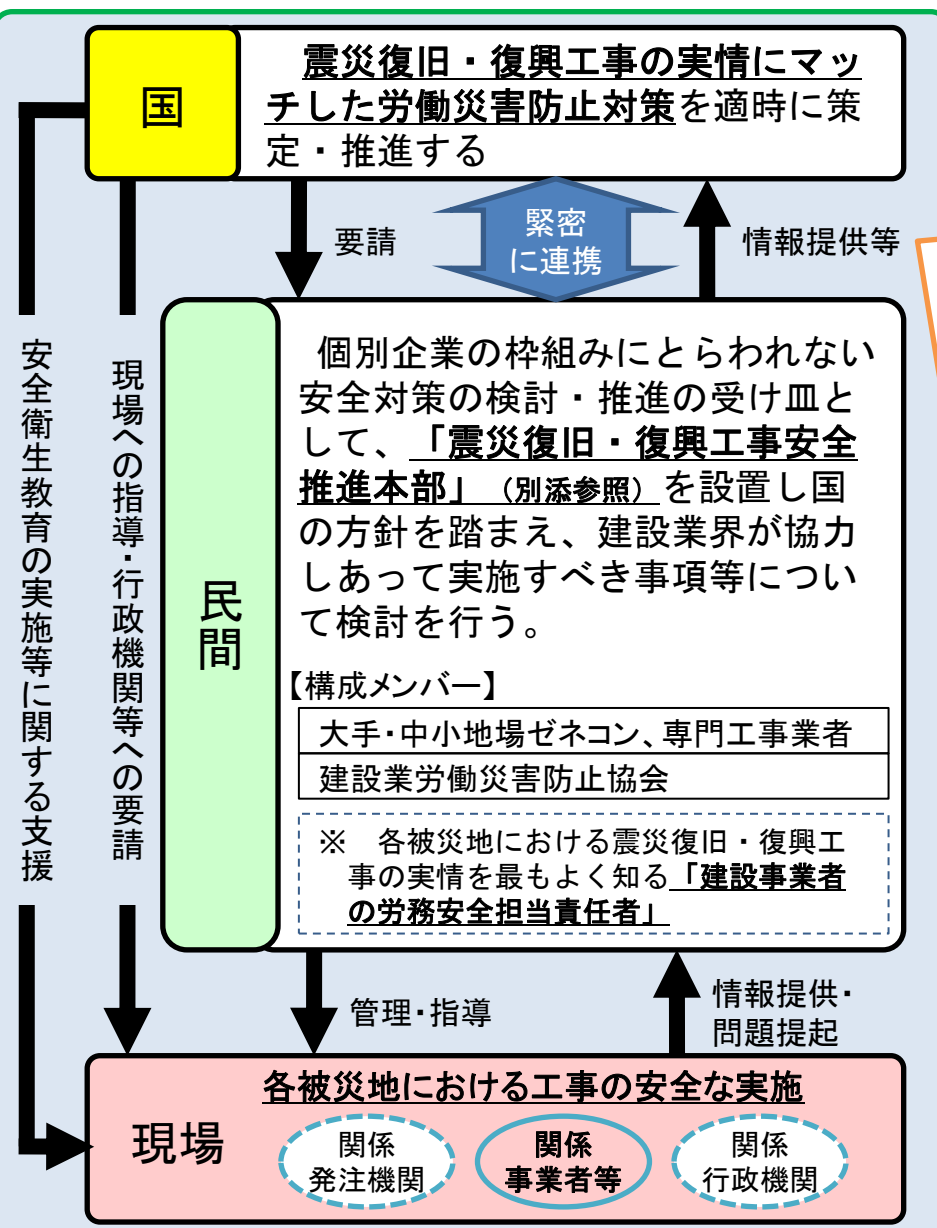 国
震災復旧・復興工事の実情にマッ
チした労働災害防止対策を適時に策
定・推進する
要請
緊密
に連携
情報提供等
安全衛生教育の実施等に関する支援
現場への指導・行政機関等への要請
民間
個別企業の枠組みにとらわれない
安全対策の検討・推進の受け皿と
して、「震災復旧・復興工事安全
推進本部」（別添参照）を設置し国
の方針を踏まえ、建設業界が協力
しあって実施すべき事項等につい
て検討を行う。
【構成メンバー】
大手・中小地場ゼネコン、専門工事業者
建設業労働災害防止協会
※　各被災地における震災復旧・復興工
事の実情を最もよく知る「建設事業者
の労務安全担当責任者」
管理・指導
情報提供・
問題提起
各被災地における工事の安全な実施
現場
関係
発注機関
関係
事業者等
関係
行政機関